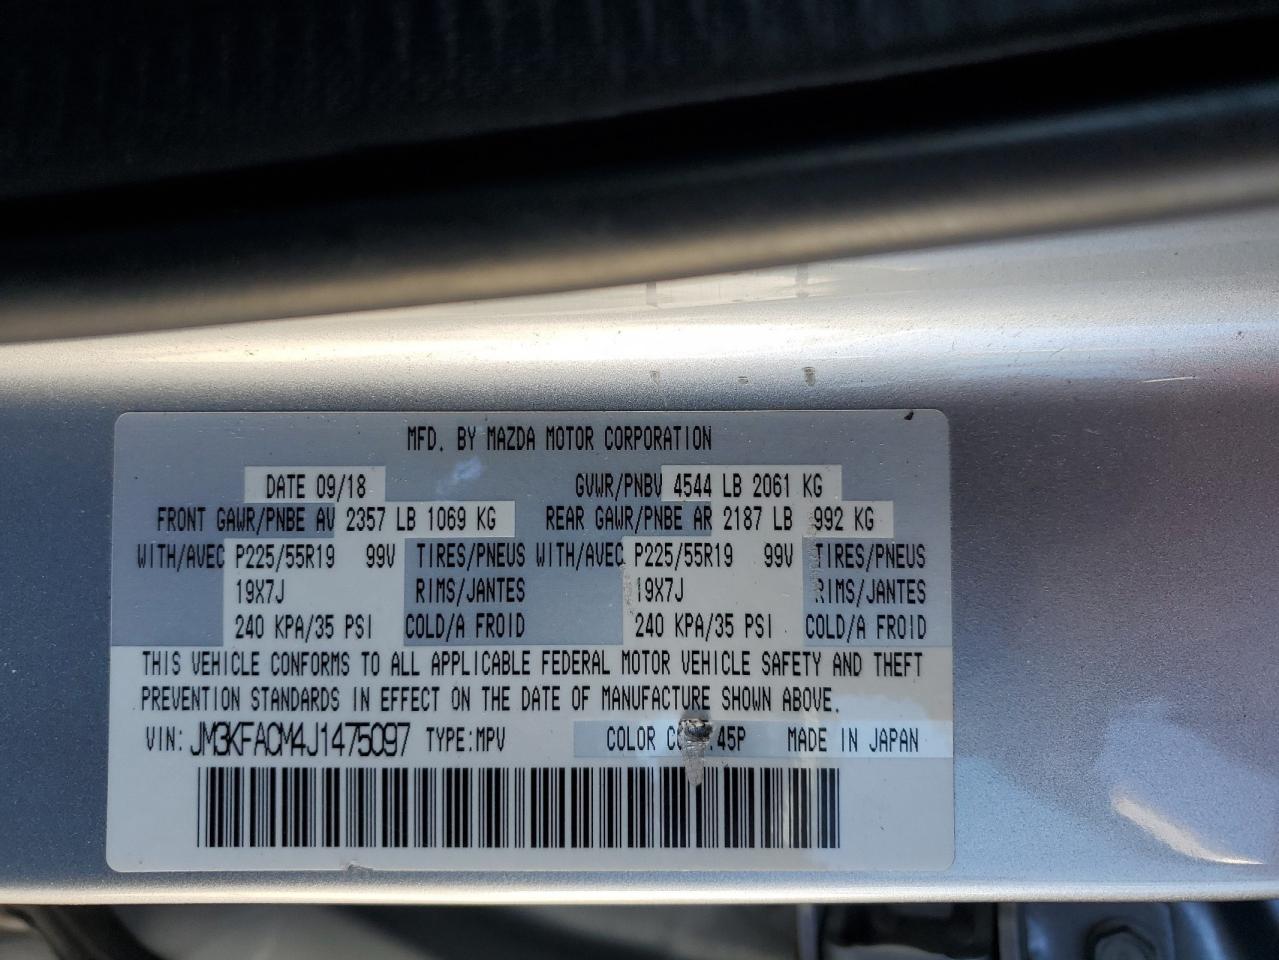 MFD. BY MAZDA MOTOR CORPORATION
DATE 09/18 GVWR/PNBV 4544 LB 2061 KG
FRONT GAWR/PNBE AV 2357 LB 1069 KG REAR GAWR/PNBE AR 2187 LB 992 KG
WITH/AVEC P225/55R19 99V TIRES/PNEUS WITH/AVEC P225/55R19 99V TIRES/PNEUS
19X7J RIMS/JANTES 19X7J RIMS/JANTES
240 KPA/35 PSI COLD/A FROID 240 KPA/35 PSI COLD/A FROID
THIS VEHICLE CONFORMS TO ALL APPLICABLE FEDERAL MOTOR VEHICLE SAFETY AND THEFT
PREVENTION STANDARDS IN EFFECT ON THE DATE OF MANUFACTURE SHOWN ABOVE.
VIN: JM3KFACM4J1475097 TYPE:MPV COLOR 45P MADE IN JAPAN